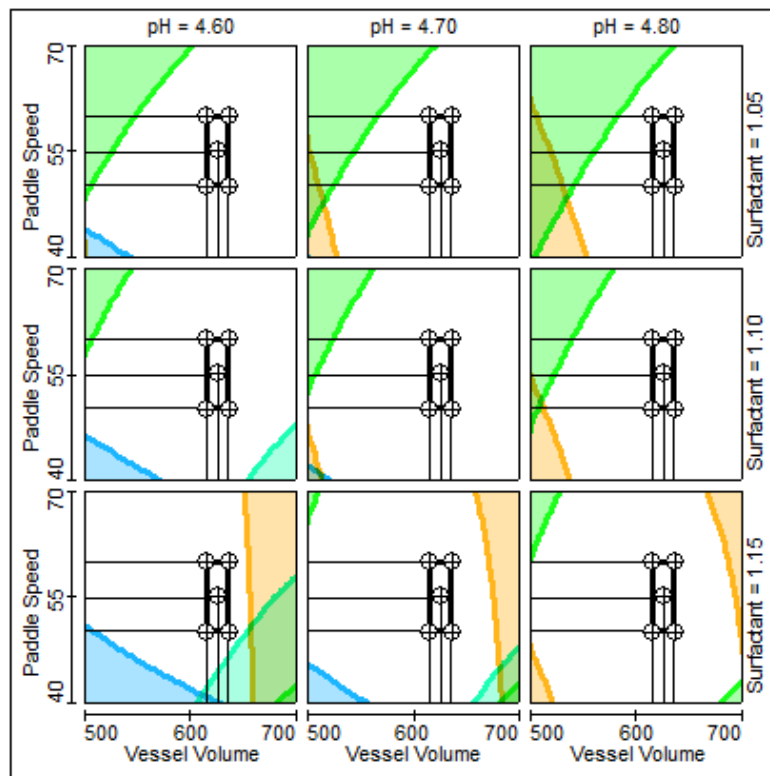 pH = 4.60 pH = 4.70 pH = 4.80
70
55
40
Paddle Speed
Surfactant = 1.05
70
55
40
Paddle Speed
Surfactant = 1.10
70
55
40
Paddle Speed
Surfactant = 1.15
500 600 700 500 600 700 500 600 700
Vessel Volume Vessel Volume Vessel Volume